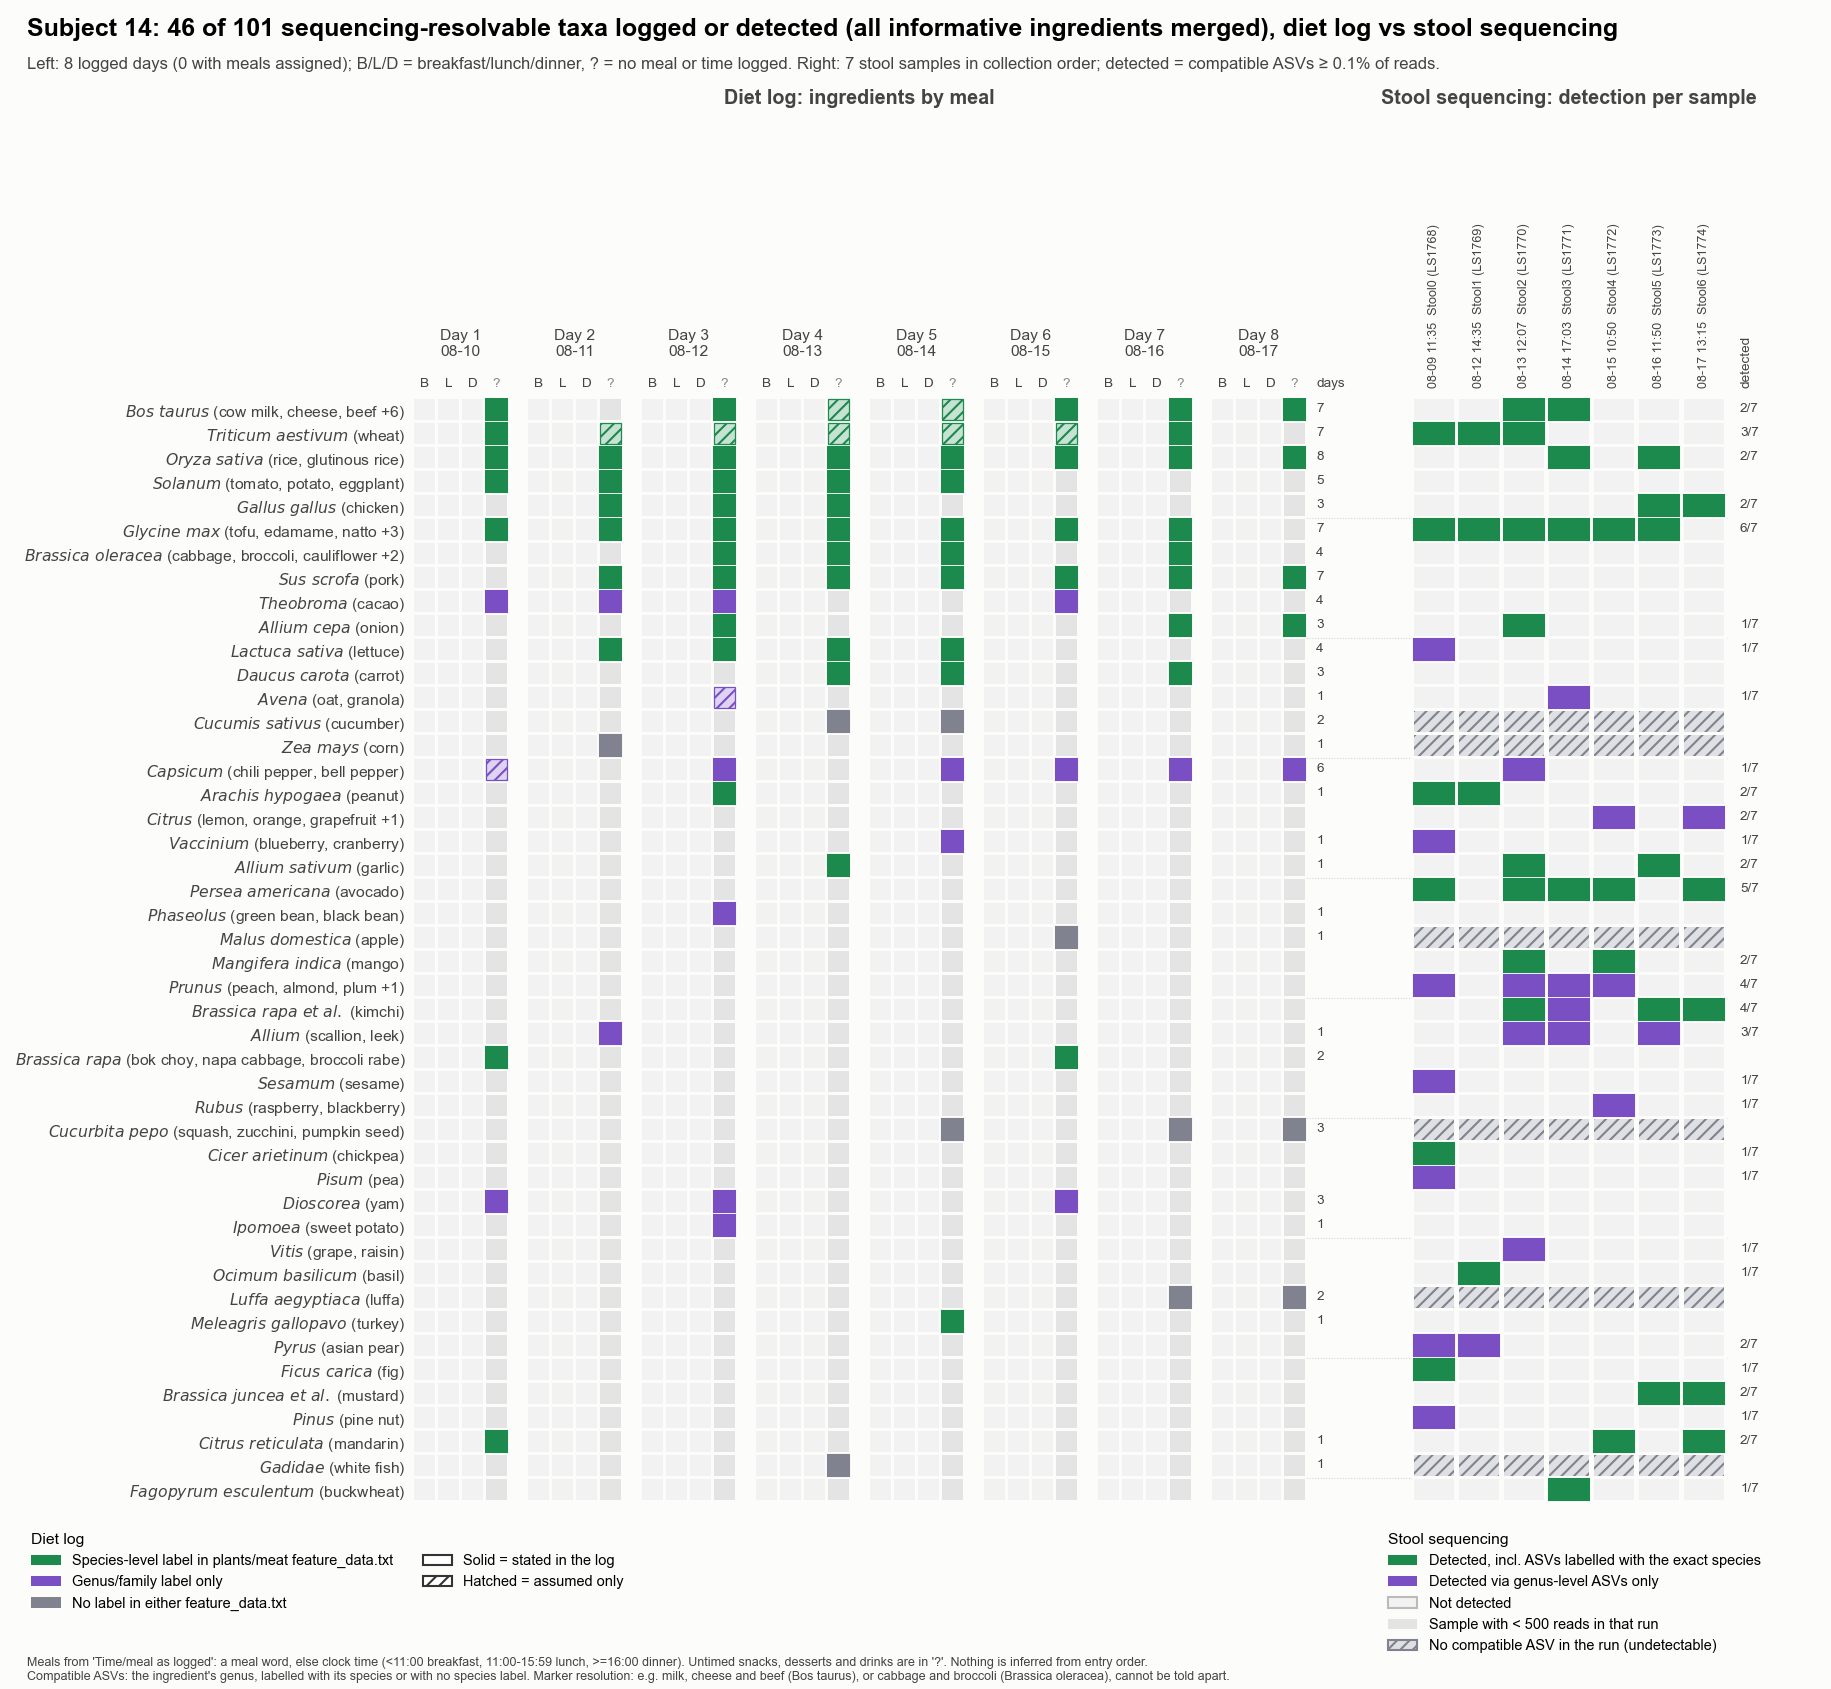 Subject 14: 46 of 101 sequencing-resolvable taxa logged or detected (all informative ingredients merged), diet log vs stool sequencing
Left: 8 logged days (0 with meals assigned); B/L/D = breakfast/lunch/dinner, ? = no meal or time logged. Right: 7 stool samples in collection order; detected = compatible ASVs ≥ 0.1% of reads.
Diet log: ingredients by meal
Stool sequencing: detection per sample
Day 1 Day 2 Day 3 Day 4 Day 5 Day 6 Day 7 Day 8
08-10 08-11 08-12 08-13 08-14 08-15 08-16 08-17
B L D ? B L D ? B L D ? B L D ? B L D ? B L D ? B L D ? B L D ? days
08-09 11:35 Stool0 (LS1768)
08-12 14:35 Stool1 (LS1769)
08-13 12:07 Stool2 (LS1770)
08-14 17:03 Stool3 (LS1771)
08-15 10:50 Stool4 (LS1772)
08-16 11:50 Stool5 (LS1773)
08-17 13:15 Stool6 (LS1774)
detected
Bos taurus (cow milk, cheese, beef +6) 7 2/7
Triticum aestivum (wheat) 7 3/7
Oryza sativa (rice, glutinous rice) 8 2/7
Solanum (tomato, potato, eggplant) 5
Gallus gallus (chicken) 3 2/7
Glycine max (tofu, edamame, natto +3) 7 6/7
Brassica oleracea (cabbage, broccoli, cauliflower +2) 4
Sus scrofa (pork) 7
Theobroma (cacao) 4
Allium cepa (onion) 3 1/7
Lactuca sativa (lettuce) 4 1/7
Daucus carota (carrot) 3
Avena (oat, granola) 1 1/7
Cucumis sativus (cucumber) 2
Zea mays (corn) 1
Capsicum (chili pepper, bell pepper) 6 1/7
Arachis hypogaea (peanut) 1 2/7
Citrus (lemon, orange, grapefruit +1) 2/7
Vaccinium (blueberry, cranberry) 1 1/7
Allium sativum (garlic) 1 2/7
Persea americana (avocado) 5/7
Phaseolus (green bean, black bean) 1
Malus domestica (apple) 1
Mangifera indica (mango) 2/7
Prunus (peach, almond, plum +1) 4/7
Brassica rapa et al. (kimchi) 4/7
Allium (scallion, leek) 1 3/7
Brassica rapa (bok choy, napa cabbage, broccoli rabe) 2
Sesamum (sesame) 1/7
Rubus (raspberry, blackberry) 1/7
Cucurbita pepo (squash, zucchini, pumpkin seed) 3
Cicer arietinum (chickpea) 1/7
Pisum (pea) 1/7
Dioscorea (yam) 3
Ipomoea (sweet potato) 1
Vitis (grape, raisin) 1/7
Ocimum basilicum (basil) 1/7
Luffa aegyptiaca (luffa) 2
Meleagris gallopavo (turkey) 1
Pyrus (asian pear) 2/7
Ficus carica (fig) 1/7
Brassica juncea et al. (mustard) 2/7
Pinus (pine nut) 1/7
Citrus reticulata (mandarin) 1 2/7
Gadidae (white fish) 1
Fagopyrum esculentum (buckwheat) 1/7
Diet log
Species-level label in plants/meat feature_data.txt
Genus/family label only
No label in either feature_data.txt
Solid = stated in the log
Hatched = assumed only
Stool sequencing
Detected, incl. ASVs labelled with the exact species
Detected via genus-level ASVs only
Not detected
Sample with < 500 reads in that run
No compatible ASV in the run (undetectable)
Meals from 'Time/meal as logged': a meal word, else clock time (<11:00 breakfast, 11:00-15:59 lunch, >=16:00 dinner). Untimed snacks, desserts and drinks are in '?'. Nothing is inferred from entry order.
Compatible ASVs: the ingredient's genus, labelled with its species or with no species label. Marker resolution: e.g. milk, cheese and beef (Bos taurus), or cabbage and broccoli (Brassica oleracea), cannot be told apart.